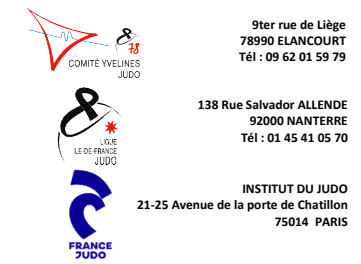 9ter rue de Liège
78990 ELANCOURT
Tél : 09 62 01 59 79
78
COMITÉ YVELINES
JUDO
138 Rue Salvador ALLENDE
92000 NANTERRE
Tél : 01 45 41 05 70
LIGUE
ILE-DE-FRANCE
JUDO
INSTITUT DU JUDO
21-25 Avenue de la porte de Chatillon
75014 PARIS
FRANCE
JUDO